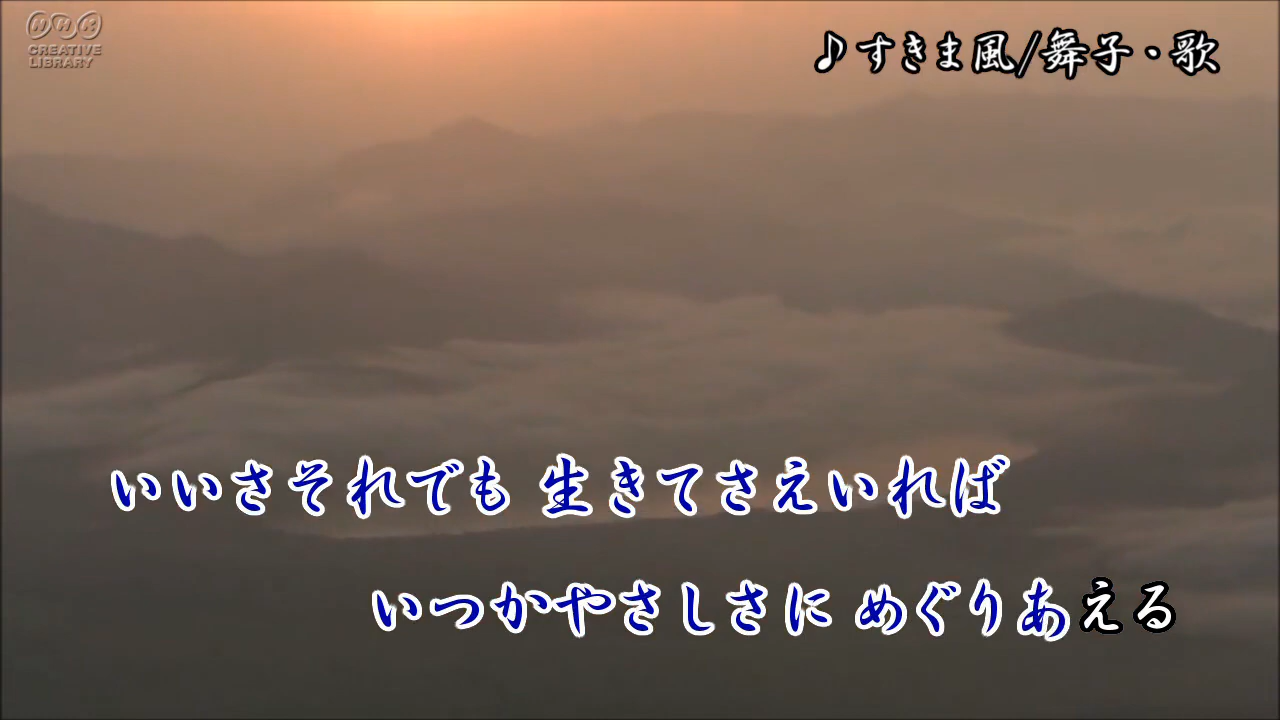 NHK
CREATIVE
LIBRARY
♪すきま風/舞子・歌
いいさそれでも 生きてさえいれば
いつかやさしさに めぐりあえる